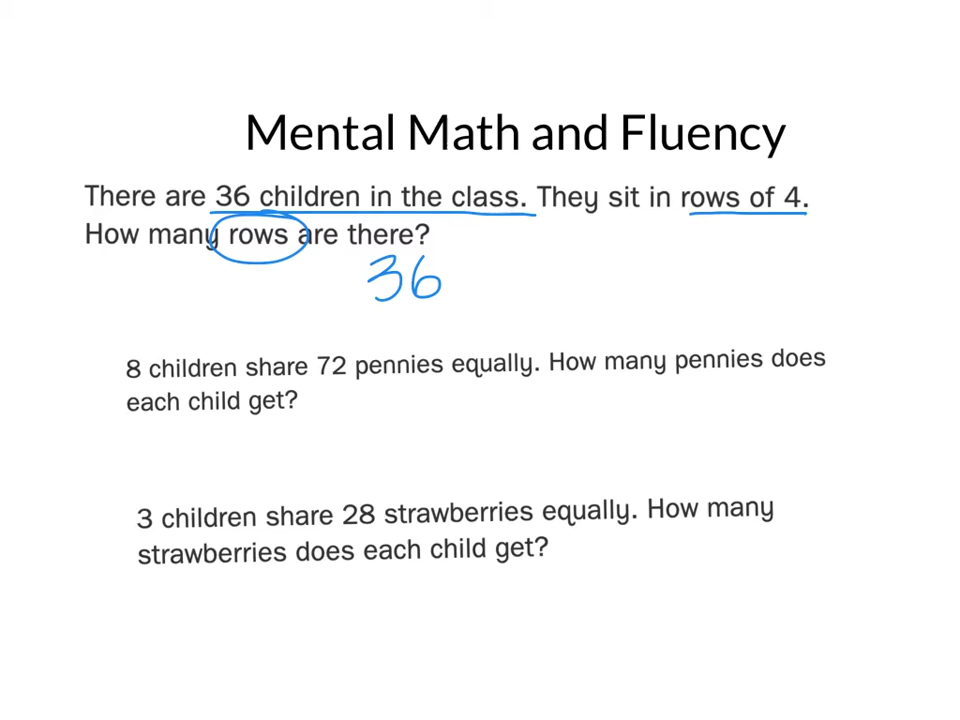 Mental Math and Fluency
There are 36 children in the class. They sit in rows of 4.
How many rows are there?
36
8 children share 72 pennies equally. How many pennies does
each child get?
3 children share 28 strawberries equally. How many
strawberries does each child get?